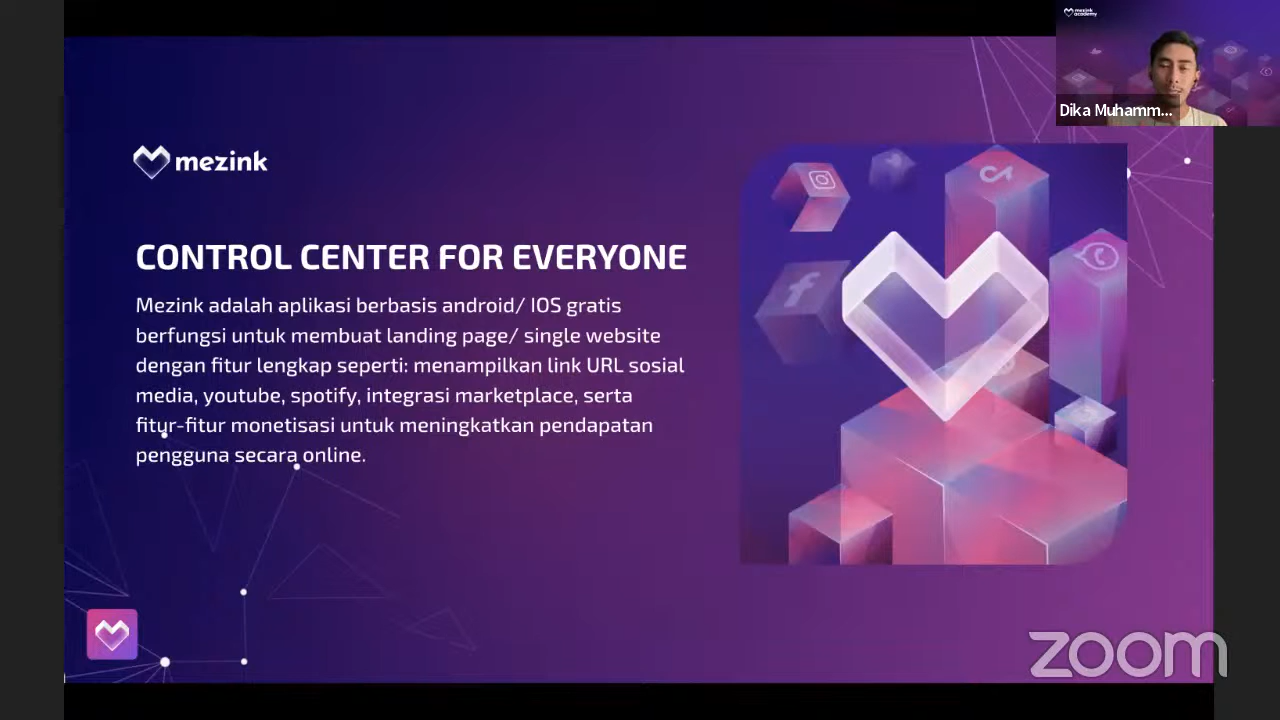 mezink
academy
Dika Muhamm...
mezink
CONTROL CENTER FOR EVERYONE
Mezink adalah aplikasi berbasis android/ IOS gratis
berfungsi untuk membuat landing page/ single website
dengan fitur lengkap seperti: menampilkan link URL sosial
media, youtube, spotify, integrasi marketplace, serta
fitur-fitur monetisasi untuk meningkatkan pendapatan
pengguna secara online.
zoom